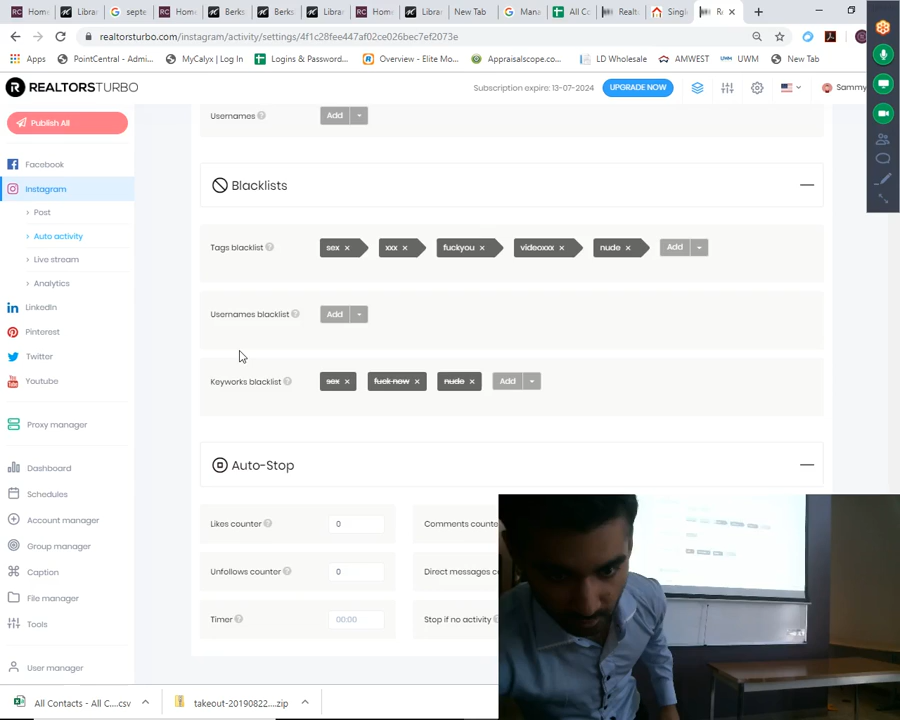 Home
Libra
septe
Home
Berks
Berks
Libra
Home
Libra
New Tab
Mana
All Co
Realt
Singl
R
realtorsturbo.com/instagram/activity/settings/4f1c28fee447af02ce026bec7ef2073e
Apps PointCentral - Admi... MyCalyx | Log In Logins & Password... Overview - Elite Mo... Appraisalscope.com... LD Wholesale AMWEST UWM UWM New Tab
R REALTORSTURBO Subscription expire: 13-07-2024 UPGRADE NOW Sammy
Publish All
Usernames ? Add
Facebook
Instagram
Blacklists
Post
Auto activity
Tags blacklist ? sex × xxx × fuckyou × videoxxx × nude × Add
Live stream
Analytics
LinkedIn
Usernames blacklist ? Add
Pinterest
Twitter
Youtube
Keyworks blacklist ? sex × fuck now × nude × Add
Proxy manager
Dashboard
Auto-Stop
Schedules
Account manager
Likes counter ? 0 Comments counte
Group manager
Caption
Unfollows counter ? 0 Direct messages c
File manager
Tools
Timer ? 00:00 Stop if no activity
User manager
All Contacts - All C....csv takeout-20190822....zip